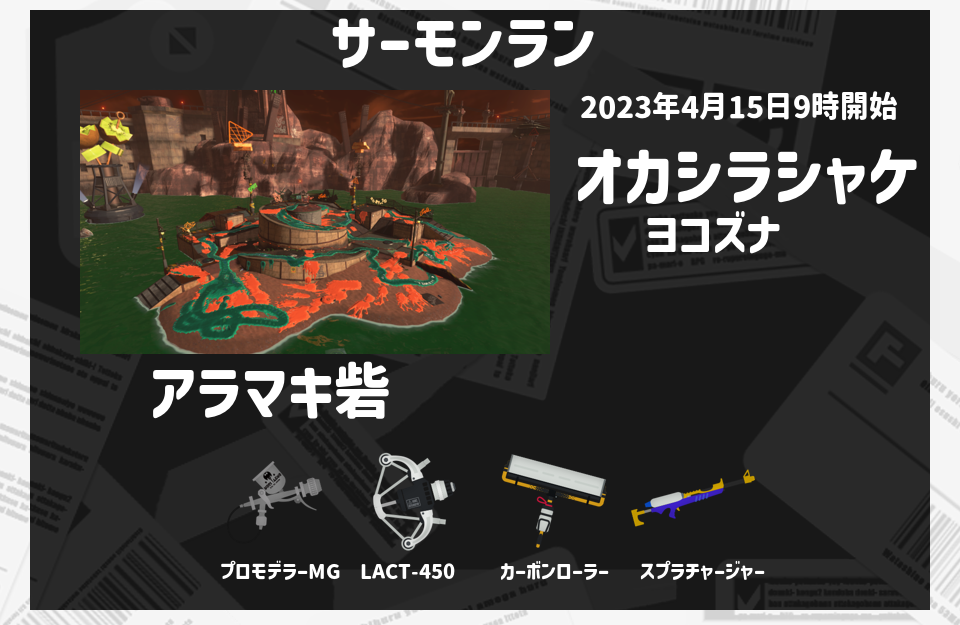 サーモンラン
2023年4月15日9時開始
オカシラシャケ
ヨコズナ
アラマキ砦
プロモデラーMG
LACT-450
カーボンローラー
スプラチャージャー